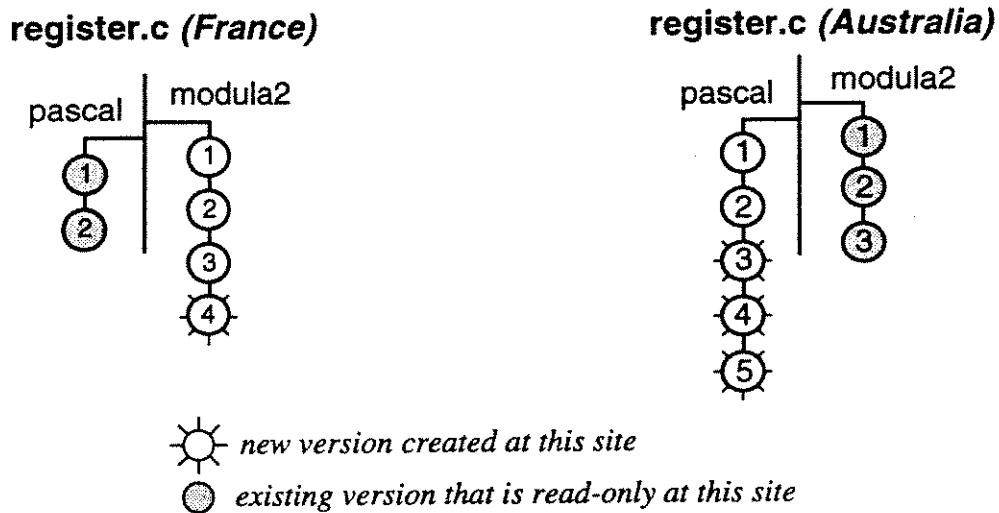 register.c (France)
pascal
modula2
1
2
1
2
3
4
register.c (Australia)
pascal
modula2
1
2
3
4
5
1
2
3
new version created at this site
existing version that is read-only at this site